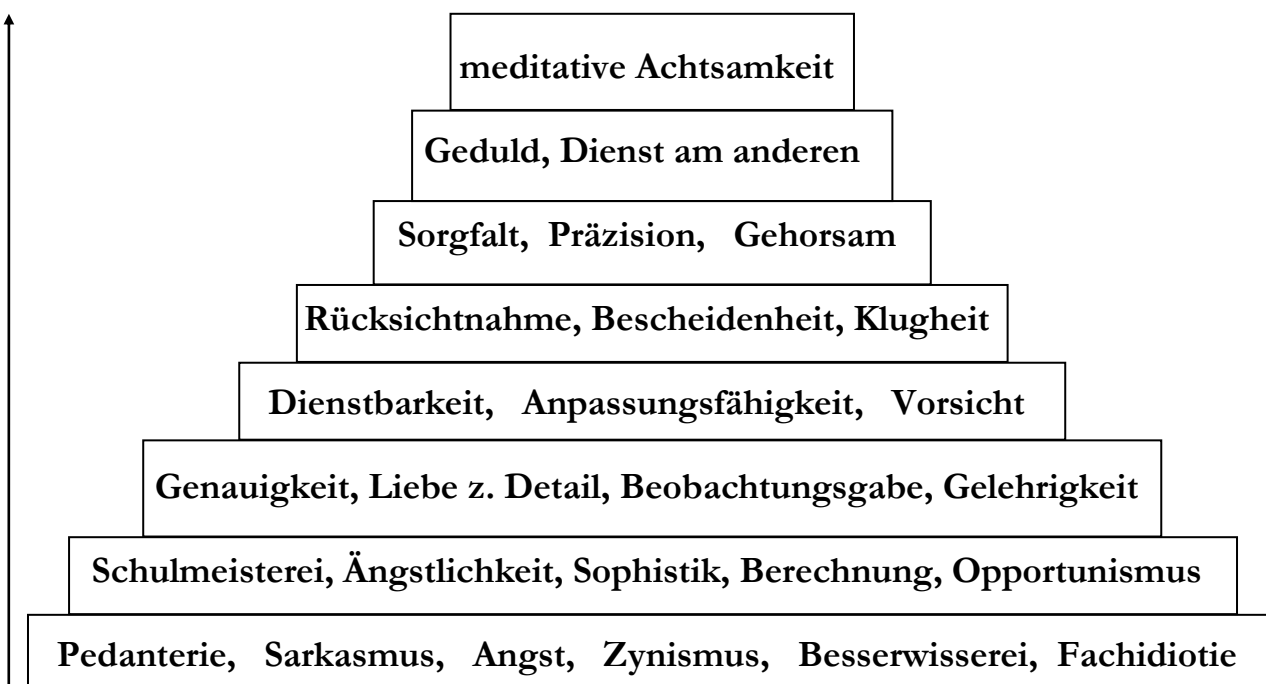 meditative Achtsamkeit
Geduld, Dienst am anderen
Sorgfalt, Präzision, Gehorsam
Rücksichtnahme, Bescheidenheit, Klugheit
Dienstbarkeit, Anpassungsfähigkeit, Vorsicht
Genauigkeit, Liebe z. Detail, Beobachtungsgabe, Gelehrigkeit
Schulmeisterei, Ängstlichkeit, Sophistik, Berechnung, Opportunismus
Pedanterie, Sarkasmus, Angst, Zynismus, Besserwisserei, Fachidiotie